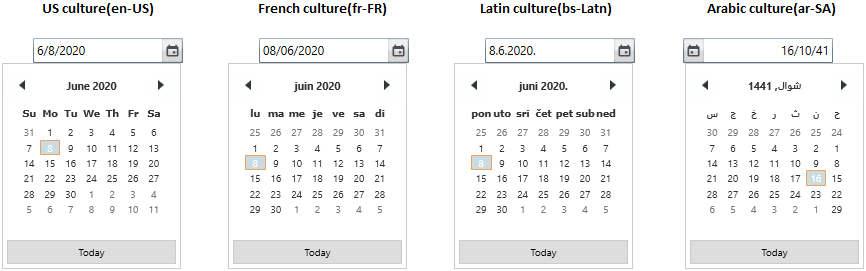 US culture(en-US)
6/8/2020
June 2020
Su Mo Tu We Th Fr Sa
31 1 2 3 4 5 6
7 8 9 10 11 12 13
14 15 16 17 18 19 20
21 22 23 24 25 26 27
28 29 30 1 2 3 4
5 6 7 8 9 10 11
Today
French culture(fr-FR)
08/06/2020
juin 2020
lu ma me je ve sa di
25 26 27 28 29 30 31
1 2 3 4 5 6 7
8 9 10 11 12 13 14
15 16 17 18 19 20 21
22 23 24 25 26 27 28
29 30 1 2 3 4 5
Today
Latin culture(bs-Latn)
8.6.2020.
juni 2020.
pon uto sri čet pet sub ned
25 26 27 28 29 30 31
1 2 3 4 5 6 7
8 9 10 11 12 13 14
15 16 17 18 19 20 21
22 23 24 25 26 27 28
29 30 1 2 3 4 5
Today
Arabic culture(ar-SA)
16/10/41
شوال, 1441
ح ن ث ر خ ج س
24 25 26 27 28 29 30
1 2 3 4 5 6 7
8 9 10 11 12 13 14
15 16 17 18 19 20 21
22 23 24 25 26 27 28
29 1 2 3 4 5 6
Today